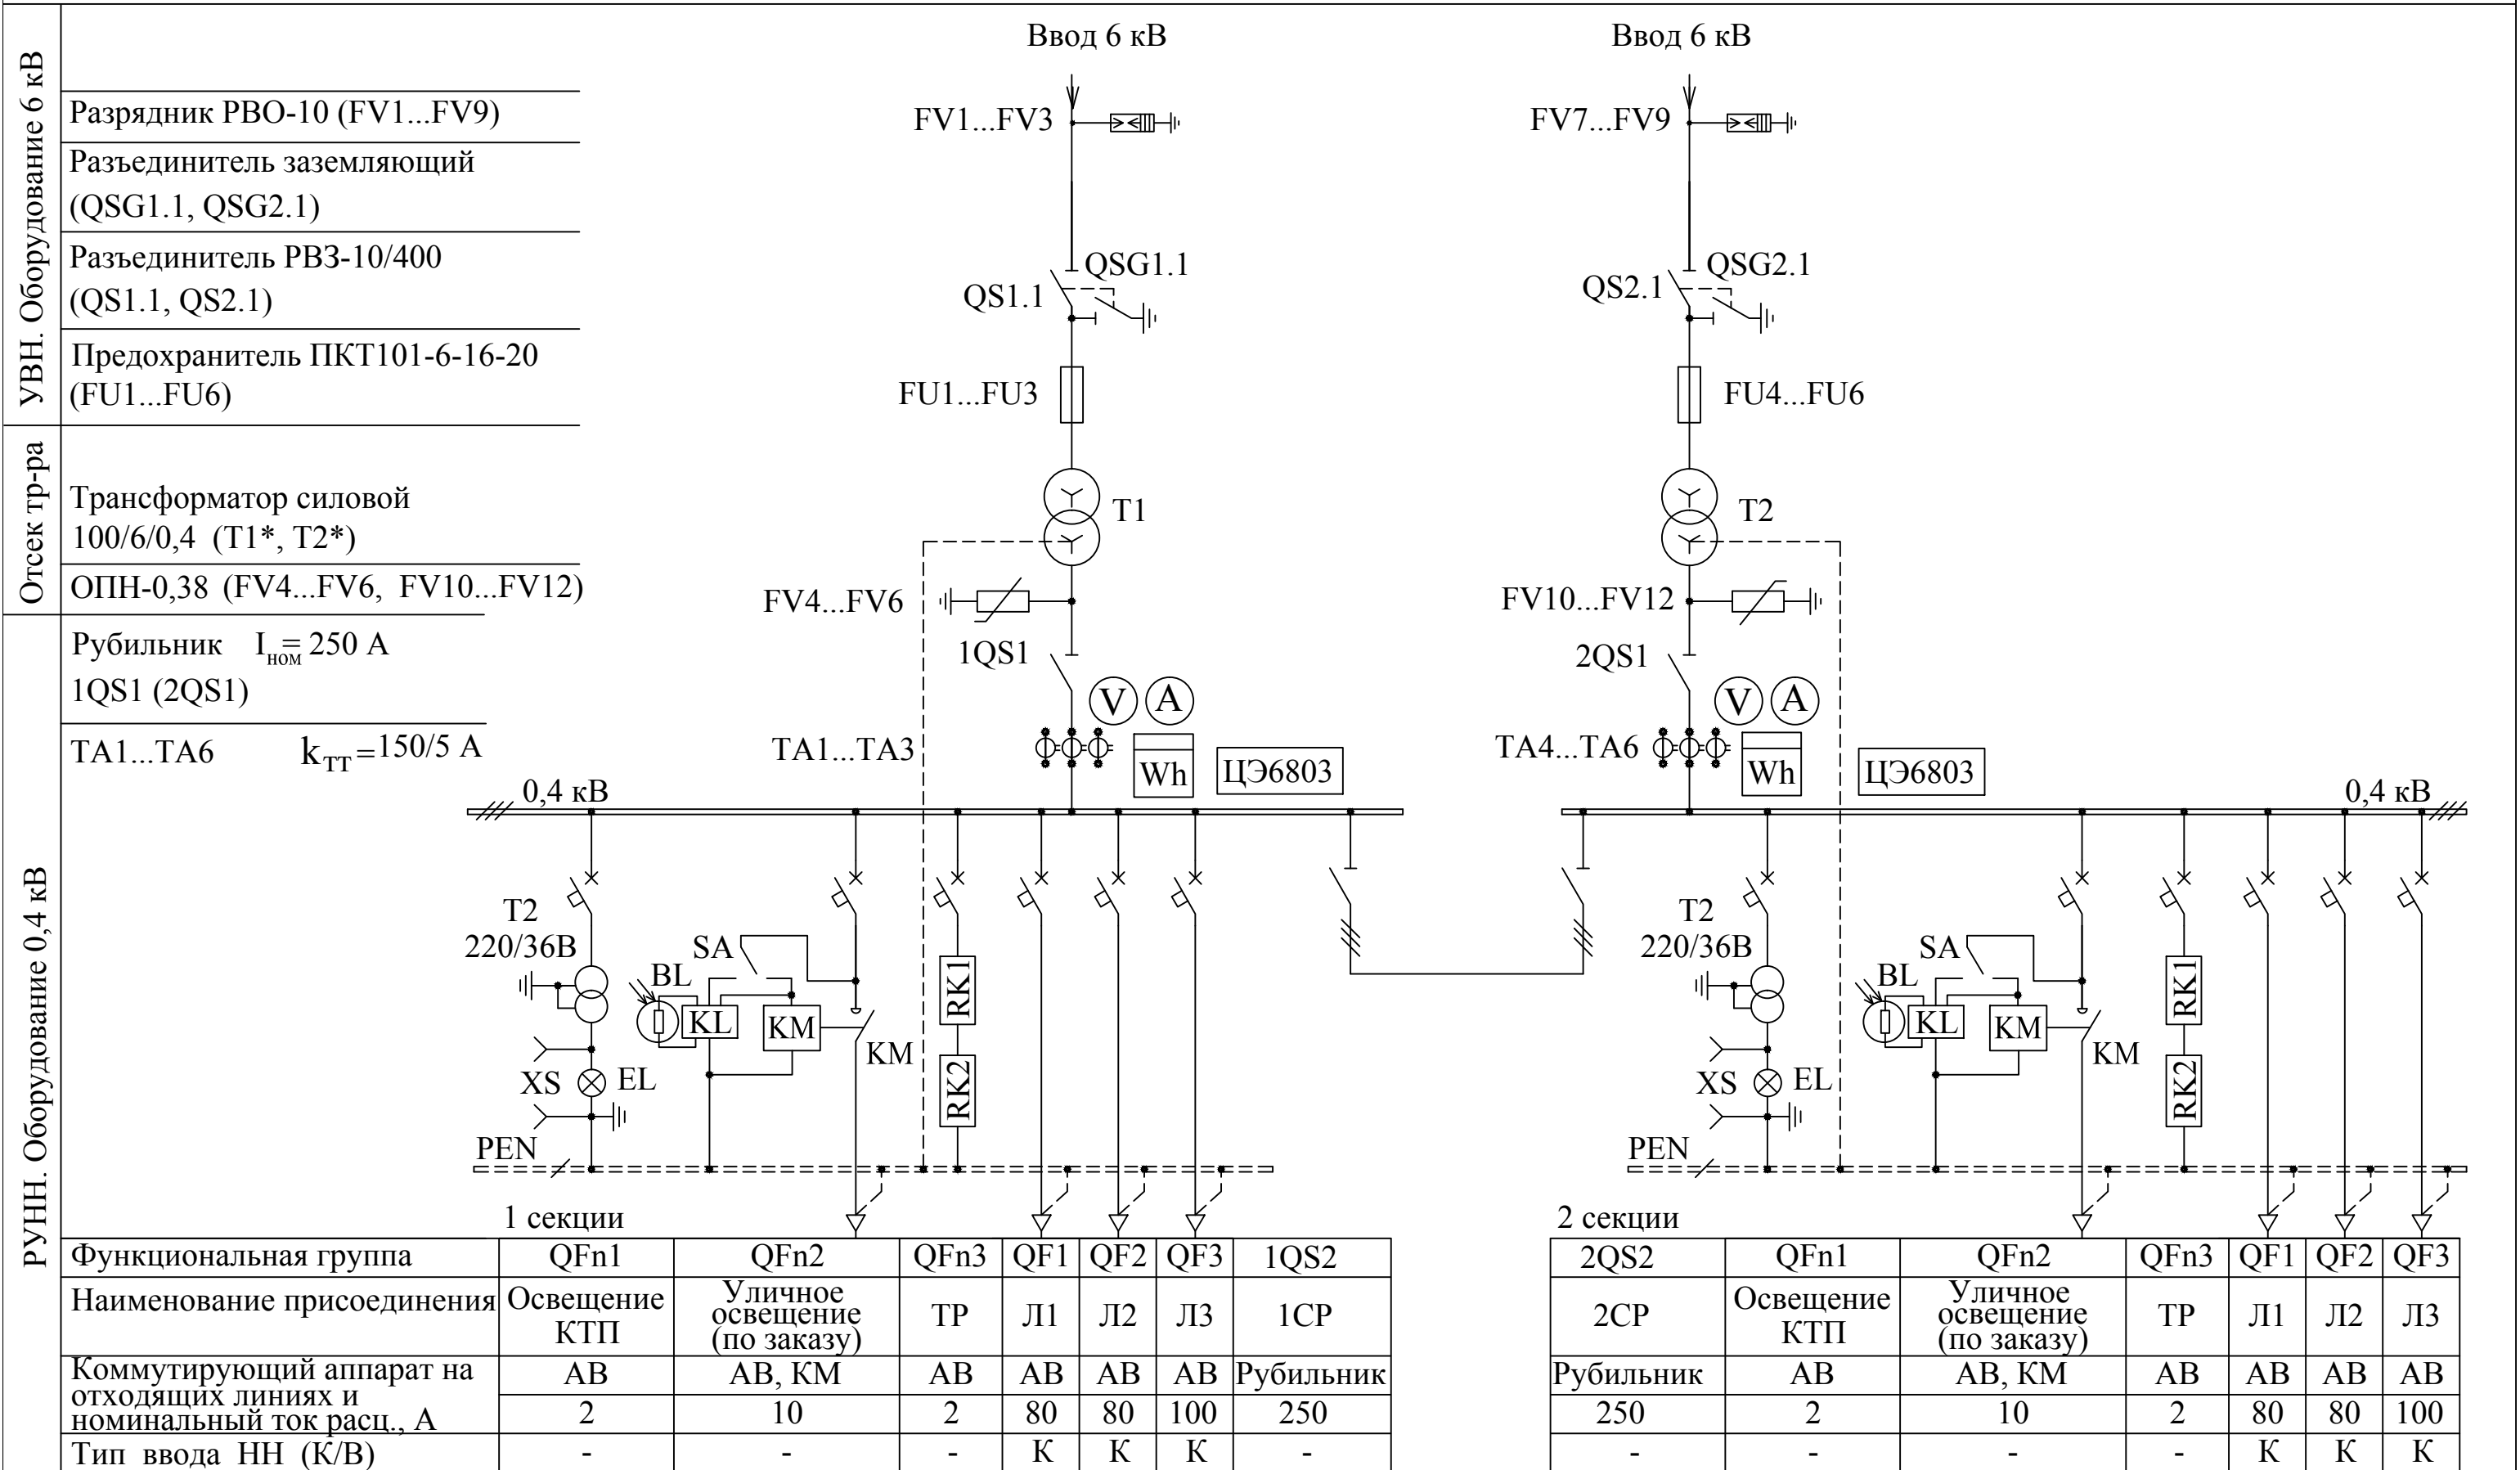 Ввод 6 кВ
Ввод 6 кВ
УВН. Оборудование 6 кВ
Разрядник РВО-10 (FV1...FV9)
Разъединитель заземляющий
(QSG1.1, QSG2.1)
Разъединитель РВЗ-10/400
(QS1.1, QS2.1)
Предохранитель ПКТ101-6-16-20
(FU1...FU6)
FV1...FV3
FV7...FV9
QSG1.1
QS1.1
QSG2.1
QS2.1
FU1...FU3
FU4...FU6
Отсек тр-ра
Трансформатор силовой
100/6/0,4 (Т1*, Т2*)
ОПН-0,38 (FV4...FV6, FV10...FV12)
Т1
Т2
FV4...FV6
FV10...FV12
РУНН. Оборудование 0,4 кВ
Рубильник Iном= 250 А
1QS1 (2QS1)
ТА1...ТА6 kТТ=150/5 А
1QS1
V A
2QS1
V A
ТА1...ТА3
Wh
ЦЭ6803
ТА4...ТА6
Wh
ЦЭ6803
0,4 кВ
0,4 кВ
Т2
220/36В
SA
BL
KL
KM
KM
RK1
RK2
XS
EL
PEN
Т2
220/36В
SA
BL
KL
KM
KM
RK1
RK2
XS
EL
PEN
1 секции
2 секции
Функциональная группа QFn1 QFn2 QFn3 QF1 QF2 QF3 1QS2 2QS2 QFn1 QFn2 QFn3 QF1 QF2 QF3
Наименование присоединения
Освещение
КТП
Уличное
освещение
(по заказу)
ТР Л1 Л2 Л3 1СР
2СР
Освещение
КТП
Уличное
освещение
(по заказу)
ТР Л1 Л2 Л3
Коммутирующий аппарат на
отходящих линиях и
номинальный ток расц., А
АВ АВ, КМ АВ АВ АВ АВ Рубильник Рубильник АВ АВ, КМ АВ АВ АВ АВ
2 10 2 80 80 100 250 250 2 10 2 80 80 100
Тип ввода НН (К/В) - - - К К К - - - - - К К К